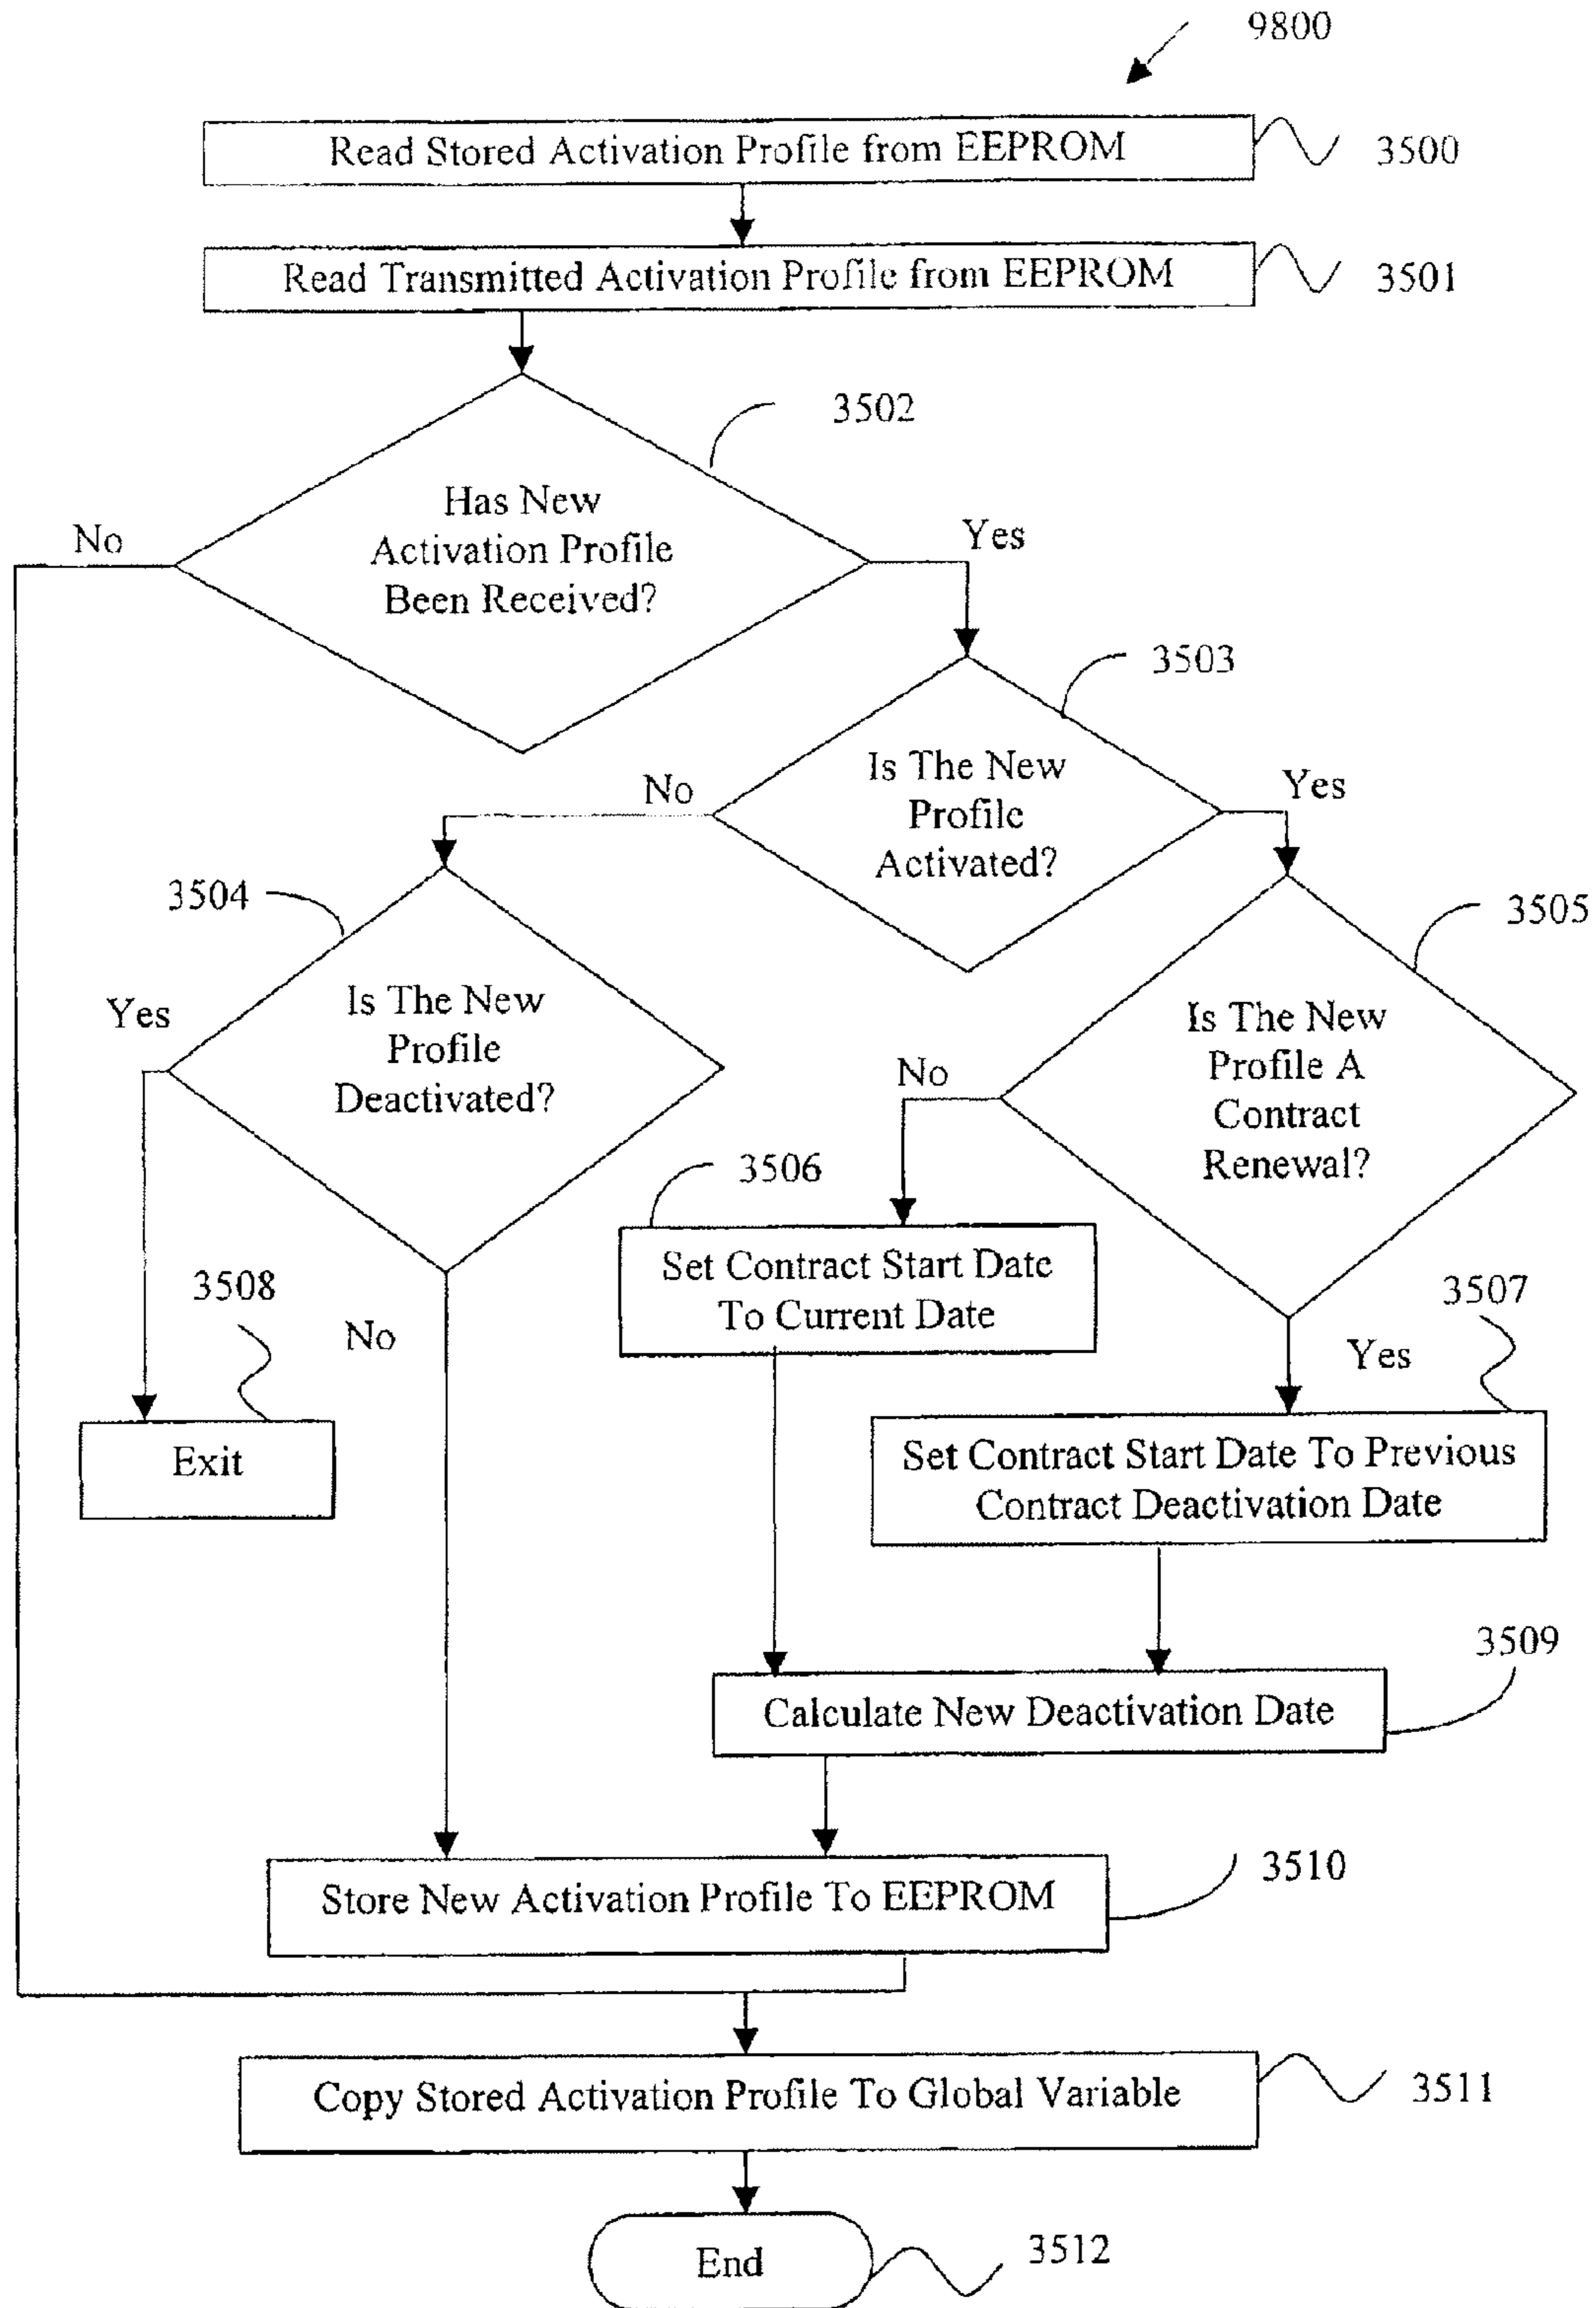 9800
Read Stored Activation Profile from EEPROM
3500
Read Transmitted Activation Profile from EEPROM
3501
3502
Has New
Activation Profile
Been Received?
No
Yes
3503
Is The New
Profile
Activated?
No
Yes
3504
Is The New
Profile
Deactivated?
Yes
No
3505
Is The New
Profile A
Contract
Renewal?
No
Yes
3506
Set Contract Start Date
To Current Date
3507
Set Contract Start Date To Previous
Contract Deactivation Date
3508
Exit
3509
Calculate New Deactivation Date
3510
Store New Activation Profile To EEPROM
Copy Stored Activation Profile To Global Variable
3511
End
3512